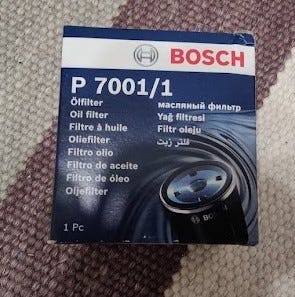 BOSCH
P 7001/1
Ölfilter
Oil filter
Filtre à huile
Oliefilter
Filtro olio
Filtro de aceite
Filtro de óleo
Oljefilter
масляный фильтр
Yağ filtresi
Filtr oleju
فلتر زيت
BOSCH
1 Pc